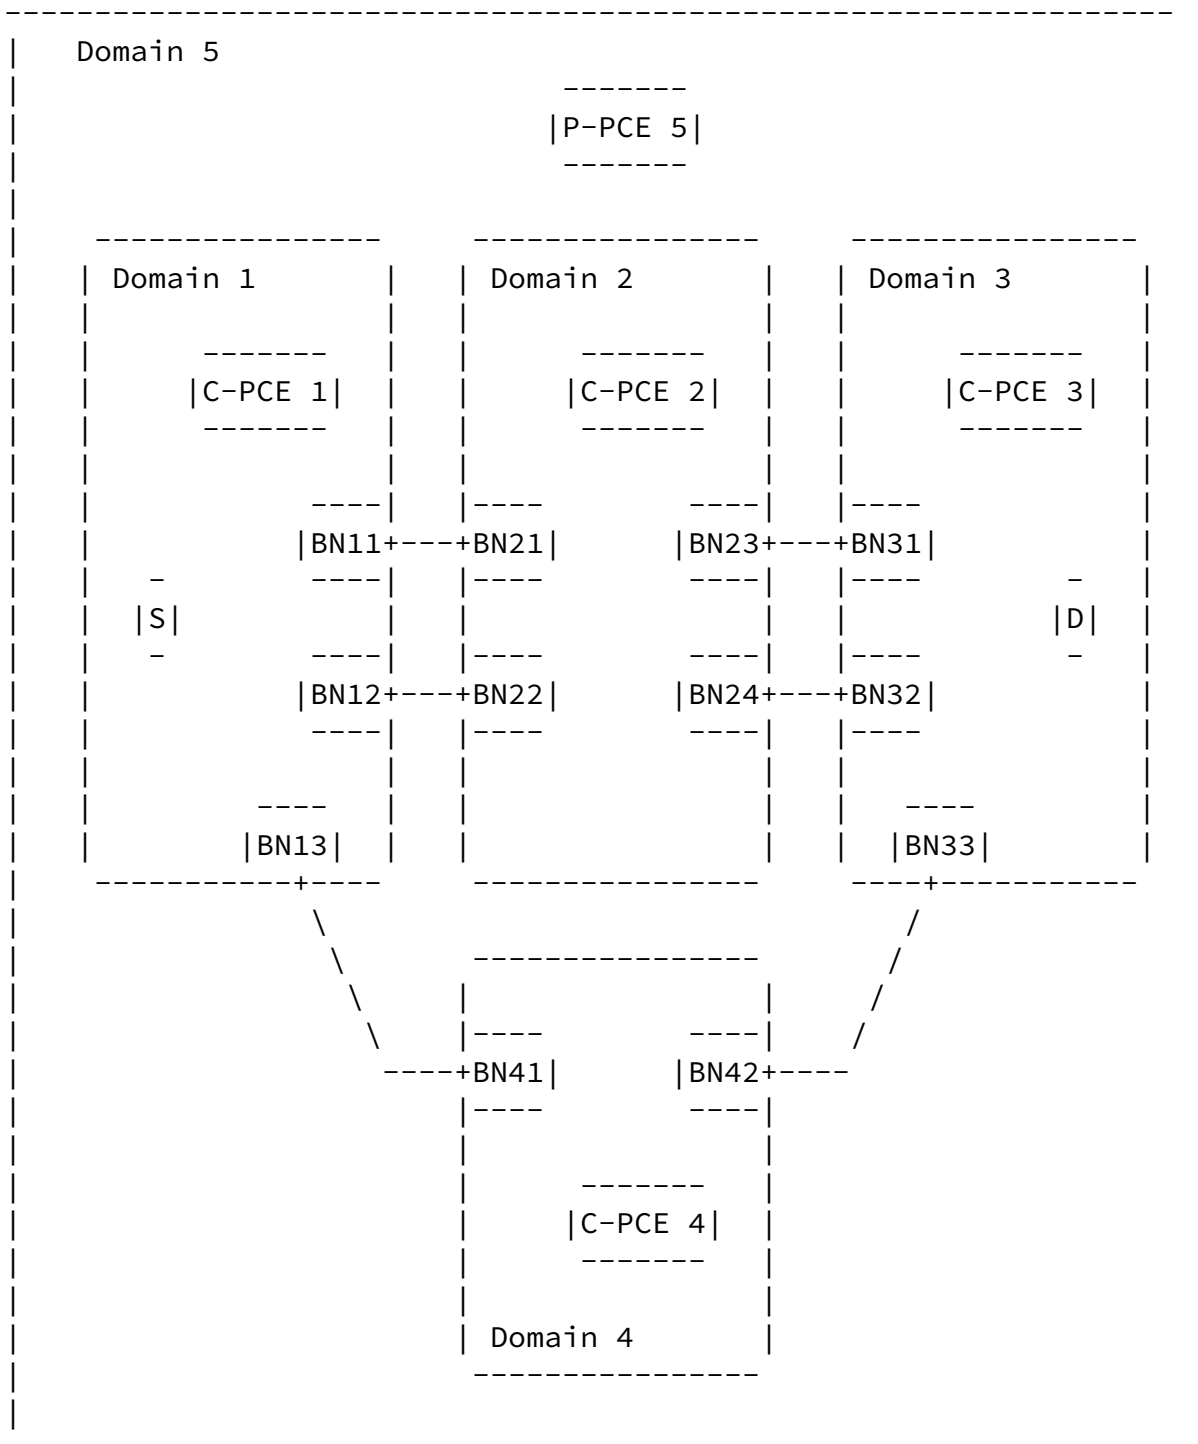 Domain 5
P-PCE 5
Domain 1 Domain 2 Domain 3
C-PCE 1 C-PCE 2 C-PCE 3
BN11 BN21 BN23 BN31
S D
BN12 BN22 BN24 BN32
BN13 BN33
BN41 BN42
C-PCE 4
Domain 4